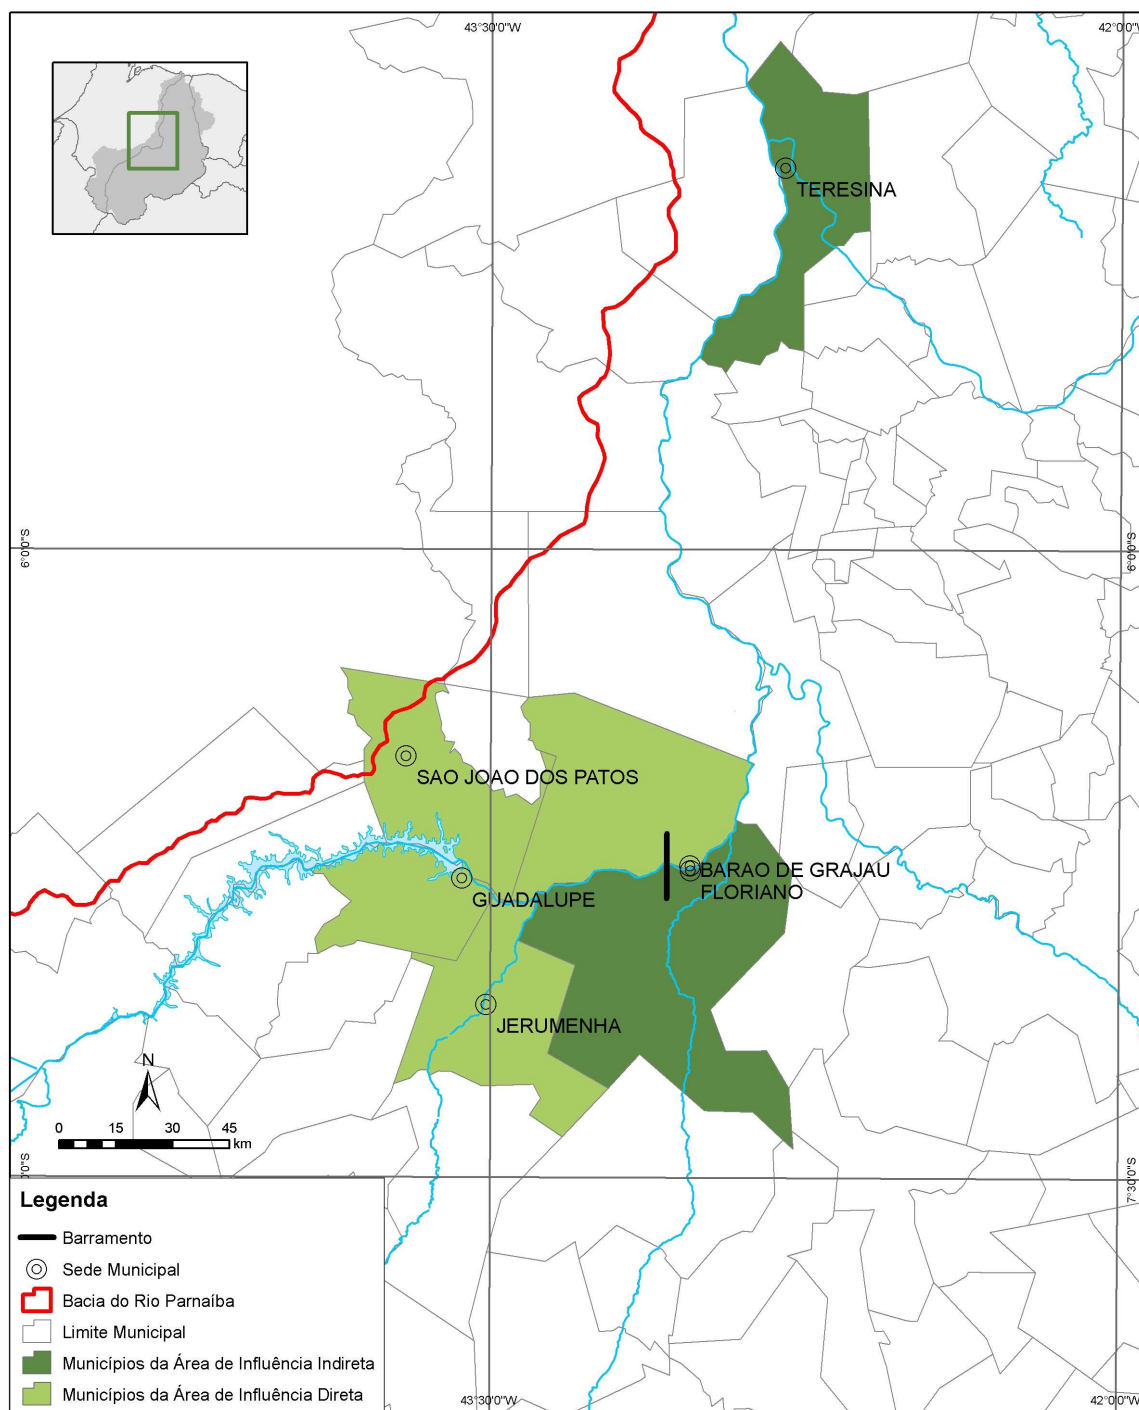 43°30'0"W
42°0'0"W
TERESINA
6°0'0"S
6°0'0"S
SAO JOAO DOS PATOS
BARAO DE GRAJAU
FLORIANO
GUADALUPE
JERUMENHA
N
0 15 30 45
km
0"S
7°30'0"S
Legenda
Barramento
Sede Municipal
Bacia do Rio Parnaíba
Limite Municipal
Municípios da Área de Influência Indireta
Municípios da Área de Influência Direta
43°30'0"W
42°0'0"W